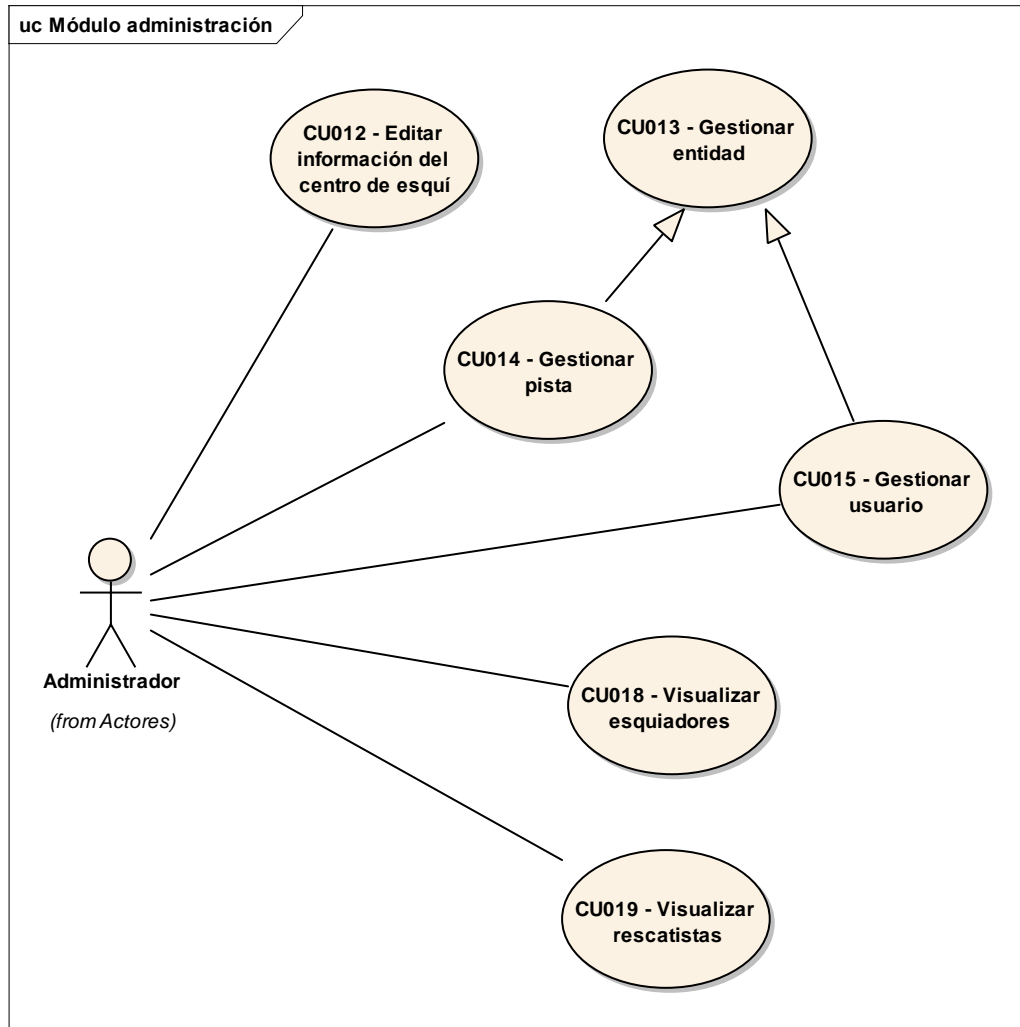 uc Módulo administración
CU012 - Editar
información del
centro de esquí
CU013 - Gestionar
entidad
CU014 - Gestionar
pista
CU015 - Gestionar
usuario
Administrador
(from Actores)
CU018 - Visualizar
esquiadores
CU019 - Visualizar
rescatistas